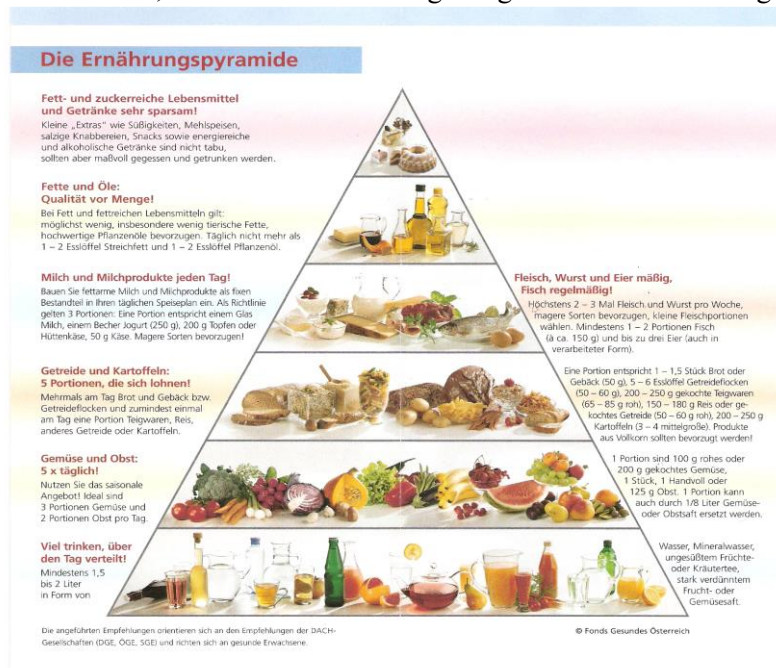 Die Ernährungspyramide
Fett- und zuckerreiche Lebensmittel
und Getränke sehr sparsam!
Kleine „Extras" wie Süßigkeiten, Mehlspeisen,
salzige Knabbereien, Snacks sowie energiereiche
und alkoholische Getränke sind nicht tabu,
sollten aber maßvoll gegessen und getrunken werden.
Fette und Öle:
Qualität vor Menge!
Bei Fett und fettreichen Lebensmitteln gilt:
möglichst wenig, insbesondere wenig tierische Fette,
hochwertige Pflanzenöle bevorzugen. Täglich nicht mehr als
1 – 2 Esslöffel Streichfett und 1 – 2 Esslöffel Pflanzenöl.
Milch und Milchprodukte jeden Tag!
Bauen Sie fettarme Milch und Milchprodukte als fixen
Bestandteil in Ihren täglichen Speiseplan ein. Als Richtlinie
gelten 3 Portionen: Eine Portion entspricht einem Glas
Milch, einem Becher Jogurt (250 g), 200 g Topfen oder
Hüttenkäse, 50 g Käse. Magere Sorten bevorzugen!
Fleisch, Wurst und Eier mäßig,
Fisch regelmäßig!
Höchstens 2 – 3 Mal Fleisch und Wurst pro Woche,
magere Sorten bevorzugen, kleine Fleischportionen
wählen. Mindestens 1 – 2 Portionen Fisch
(à ca. 150 g) und bis zu drei Eier (auch in
verarbeiteter Form).
Getreide und Kartoffeln:
5 Portionen, die sich lohnen!
Mehrmals am Tag Brot und Gebäck bzw.
Getreideflocken und zumindest einmal
am Tag eine Portion Teigwaren, Reis,
anderes Getreide oder Kartoffeln.
Eine Portion entspricht 1 – 1,5 Stück Brot oder
Gebäck (50 g), 5 – 6 Esslöffel Getreideflocken
(50 – 60 g), 200 – 250 g gekochte Teigwaren
(65 – 85 g roh), 150 – 180 g Reis oder ge-
kochtes Getreide (50 – 60 g roh), 200 – 250 g
Kartoffeln (3 – 4 mittelgroße). Produkte
aus Vollkorn sollten bevorzugt werden!
Gemüse und Obst:
5 x täglich!
Nutzen Sie das saisonale
Angebot! Ideal sind
3 Portionen Gemüse und
2 Portionen Obst pro Tag.
1 Portion sind 100 g rohes oder
200 g gekochtes Gemüse,
1 Stück, 1 Handvoll oder
125 g Obst. 1 Portion kann
auch durch 1/8 Liter Gemüse-
oder Obstsaft ersetzt werden.
Viel trinken, über
den Tag verteilt!
Mindestens 1,5
bis 2 Liter
in Form von
Wasser, Mineralwasser,
ungesüßtem Früchte-
oder Kräutertee,
stark verdünntem
Frucht- oder
Gemüsesaft.
Die angeführten Empfehlungen orientieren sich an den Empfehlungen der DACH-
Gesellschaften (DGE, ÖGE, SGE) und richten sich an gesunde Erwachsene.
© Fonds Gesundes Österreich